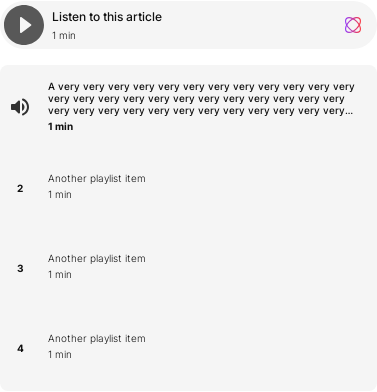 Listen to this article
1 min
A very very very very very very very very very very very very
very very very very very very very very very very very very
very very very very very very very very very very very very...
1 min
2
Another playlist item
1 min
3
Another playlist item
1 min
4
Another playlist item
1 min